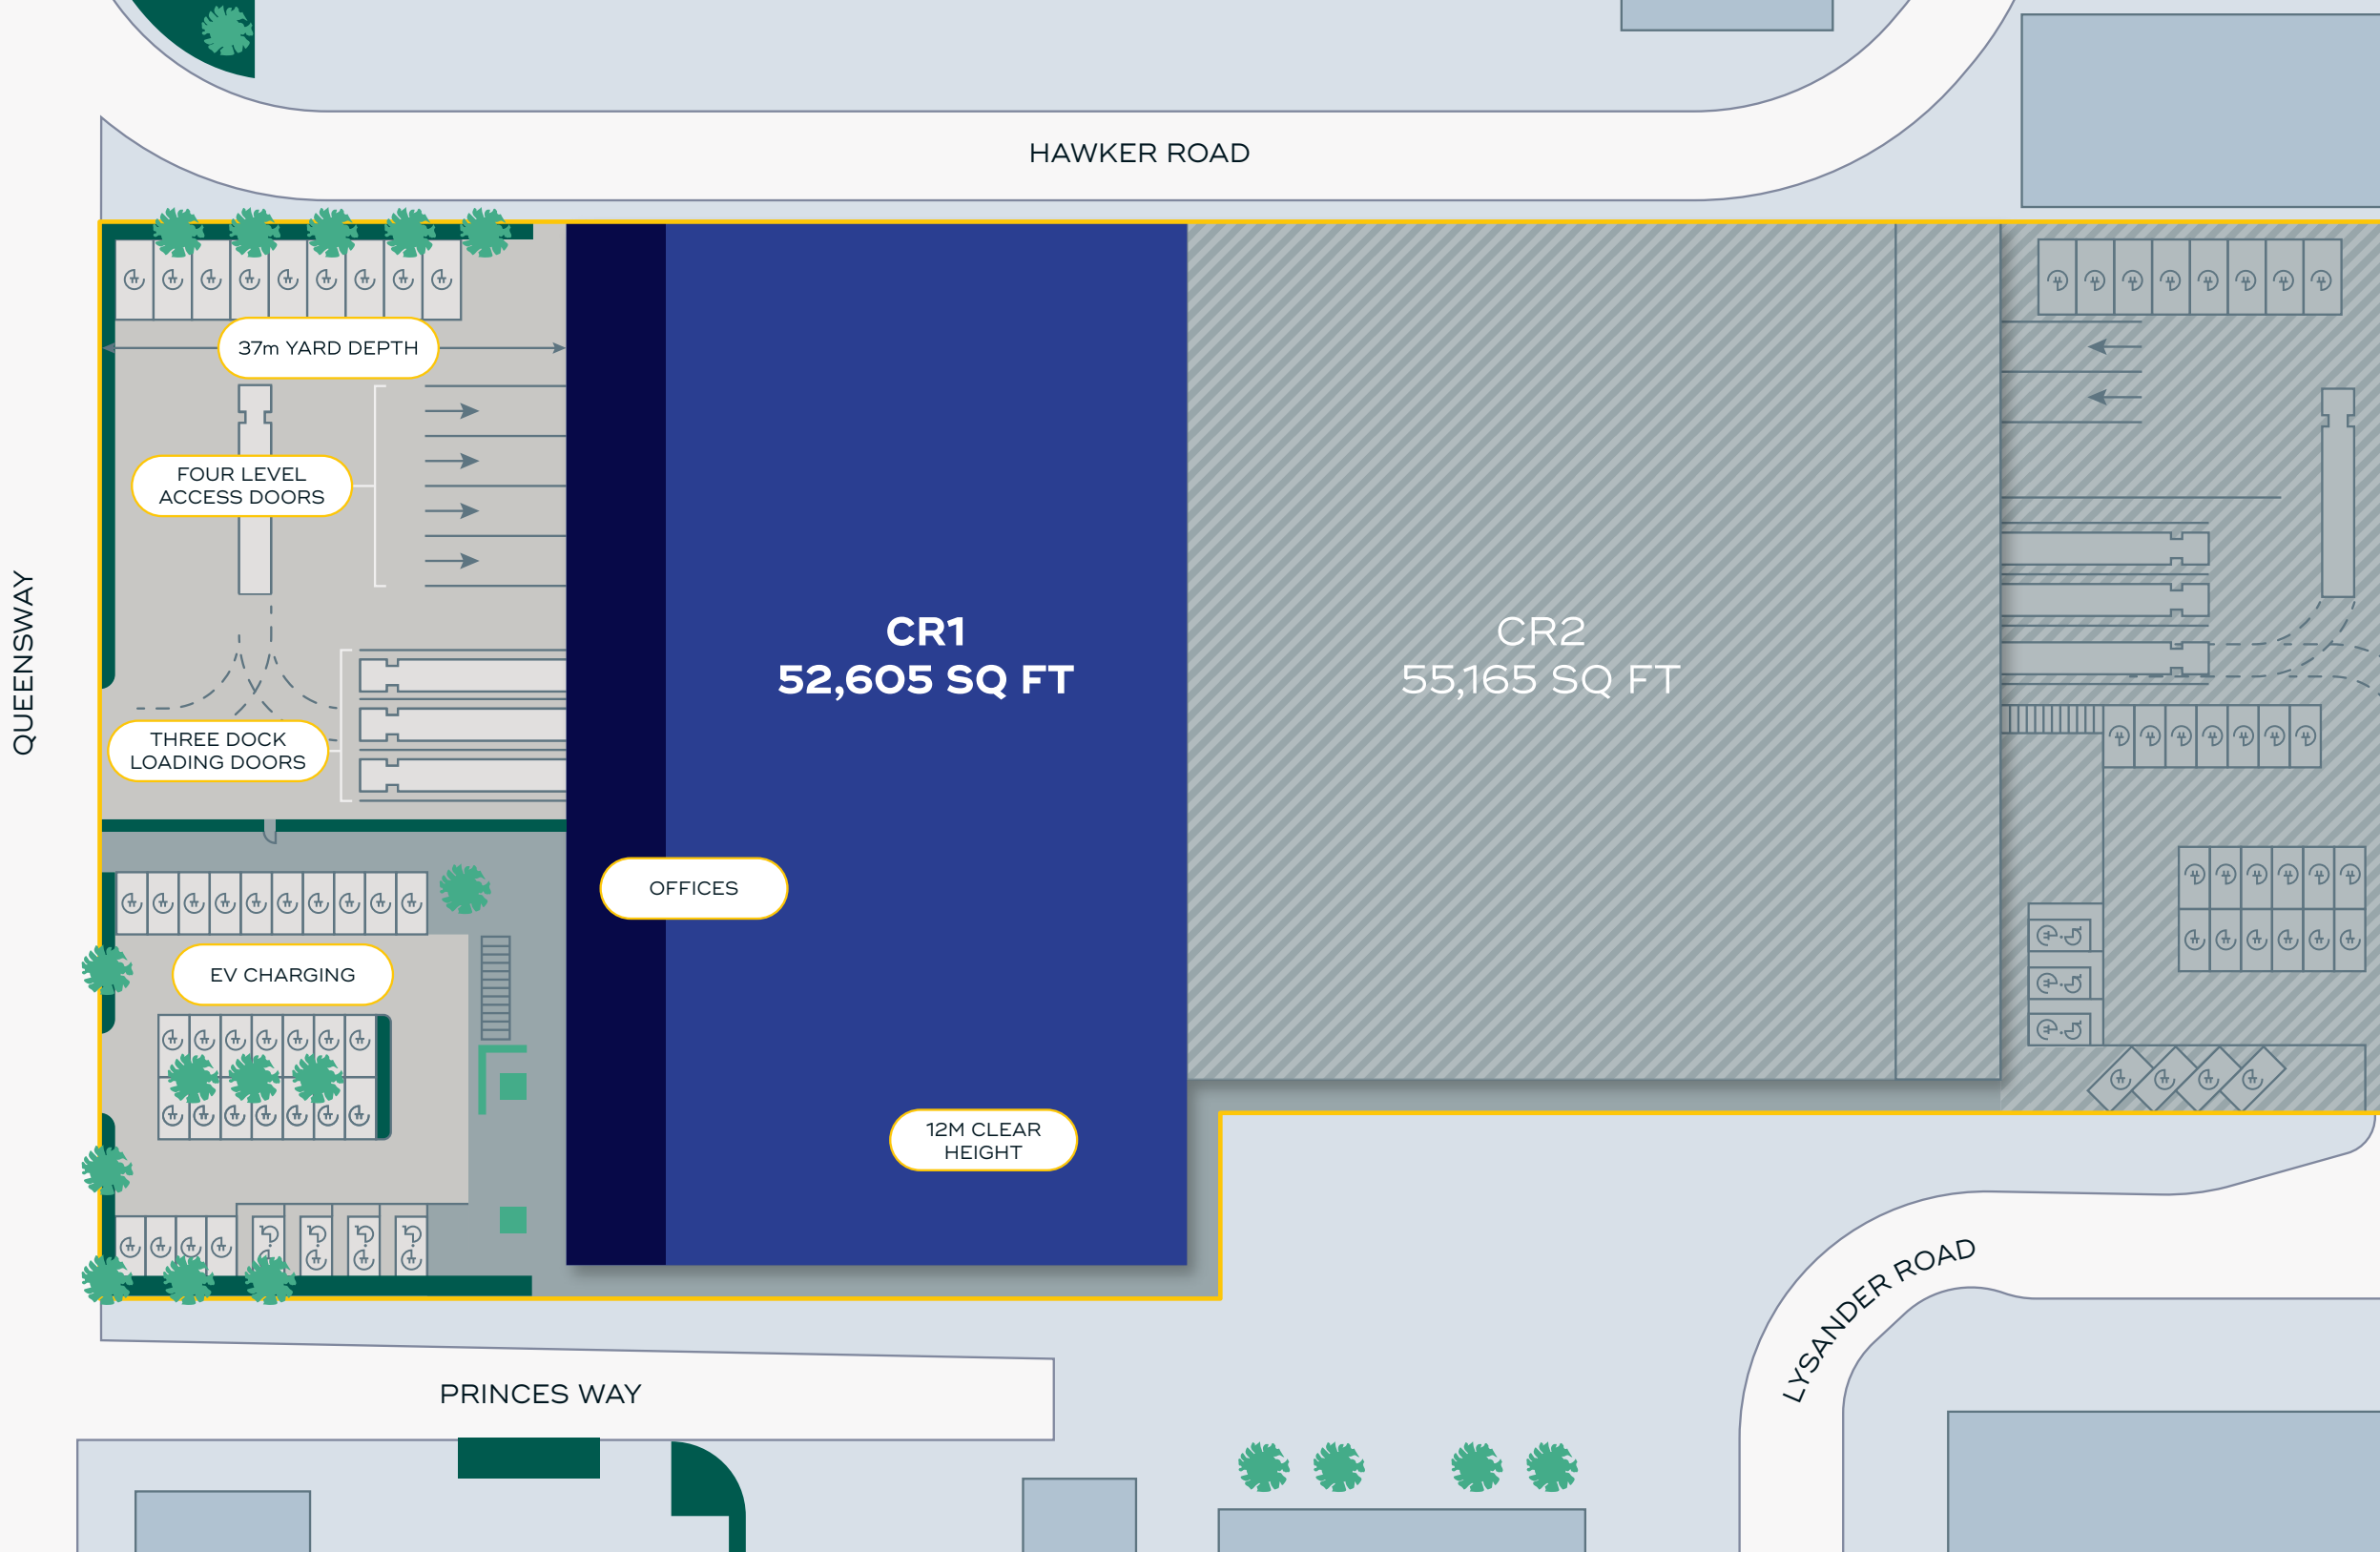 HAWKER ROAD
37m YARD DEPTH
FOUR LEVEL
ACCESS DOORS
QUEENSWAY
CR1
52,605 SQ FT
CR2
55,165 SQ FT
THREE DOCK
LOADING DOORS
OFFICES
EV CHARGING
12M CLEAR
HEIGHT
LYSANDER ROAD
PRINCES WAY